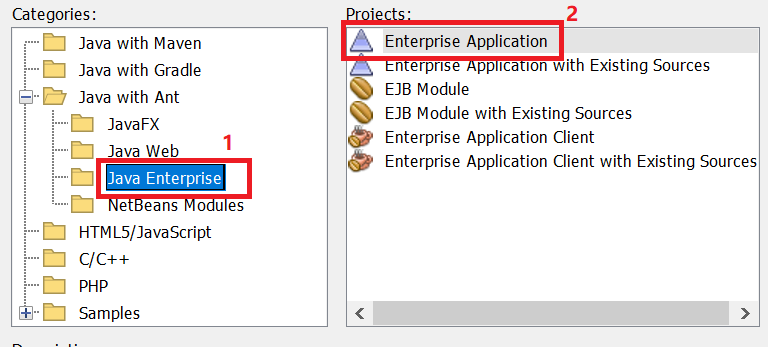 Categories:
Java with Maven
Java with Gradle
Java with Ant
JavaFX
Java Web
1
Java Enterprise
NetBeans Modules
HTML5/JavaScript
C/C++
PHP
Samples
Projects:
2
Enterprise Application
Enterprise Application with Existing Sources
EJB Module
EJB Module with Existing Sources
Enterprise Application Client
Enterprise Application Client with Existing Sources